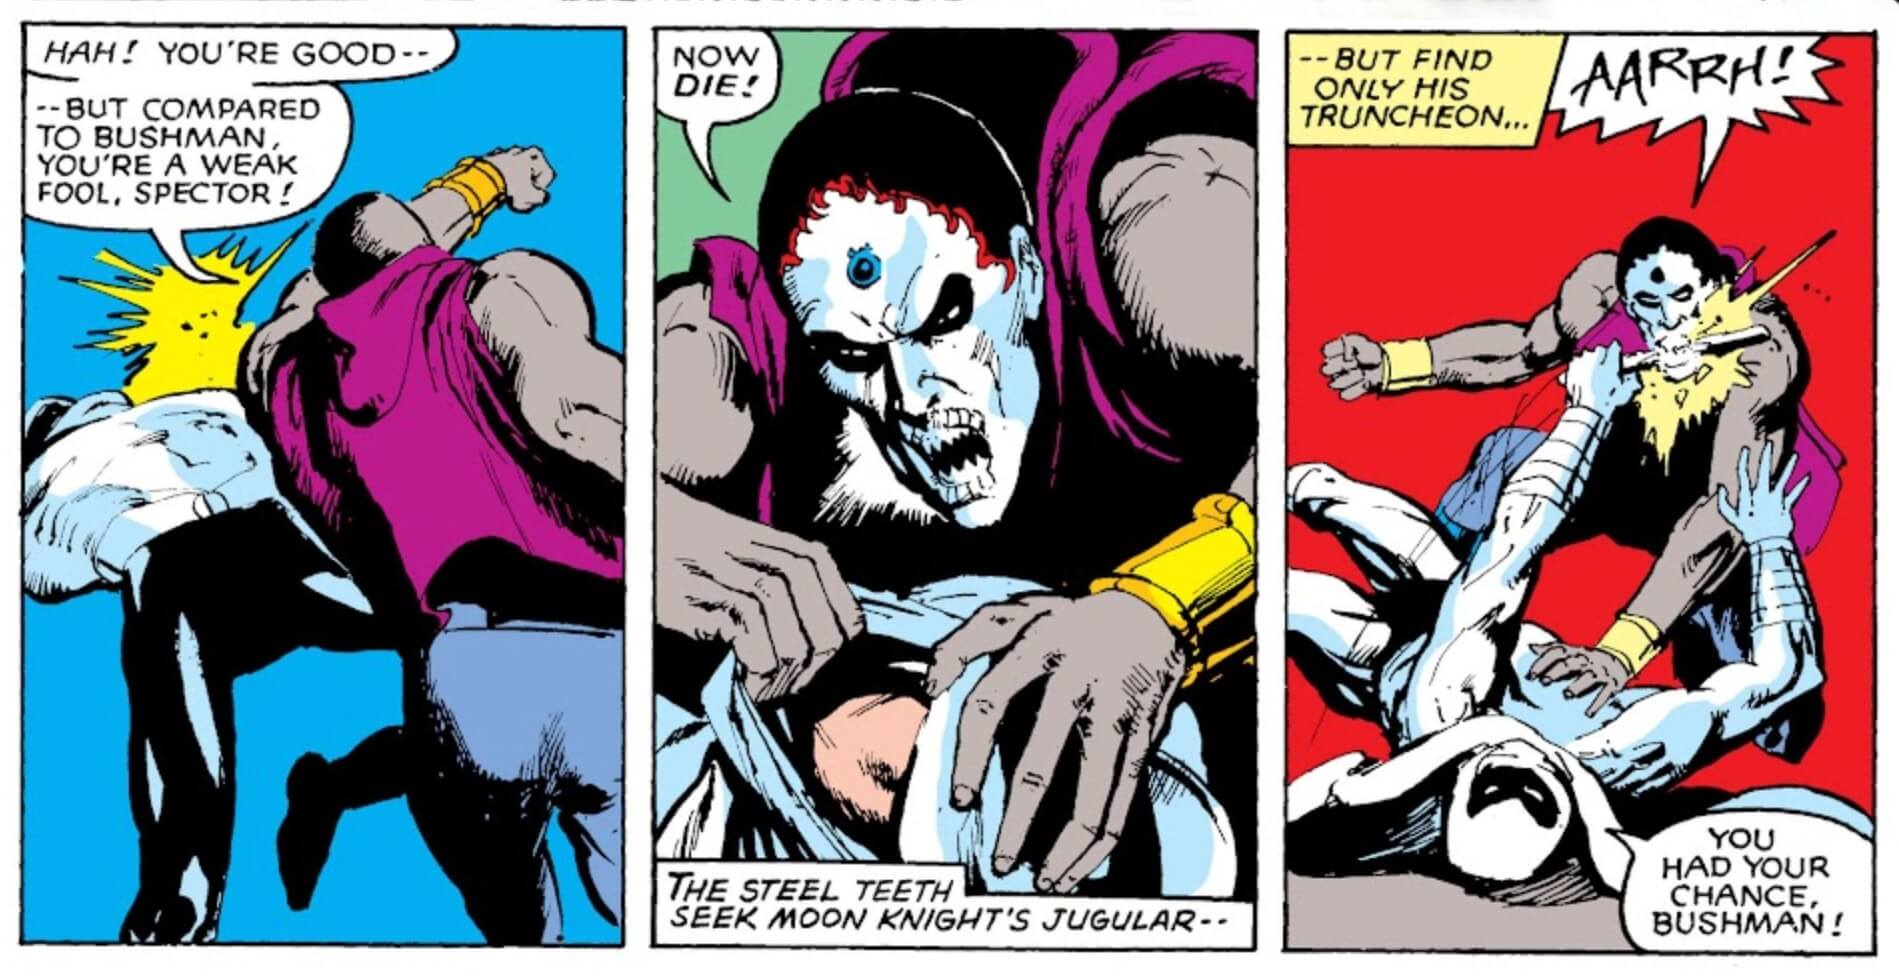 HAH! YOU'RE GOOD--
--BUT COMPARED
TO BUSHMAN,
YOU'RE A WEAK
FOOL, SPECTOR!
NOW
DIE!
THE STEEL TEETH
SEEK MOON KNIGHT'S JUGULAR--
--BUT FIND
ONLY HIS
TRUNCHEON...
AARRH!
YOU
HAD YOUR
CHANCE,
BUSHMAN!